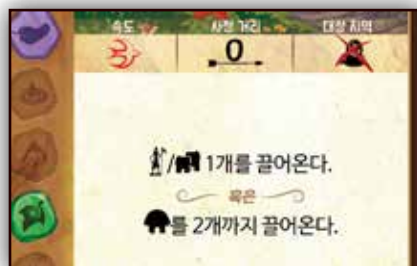 속도 사정 거리 대상 지역
0
/ 1개를 끌어온다.
혹은
를 2개까지 끌어온다.